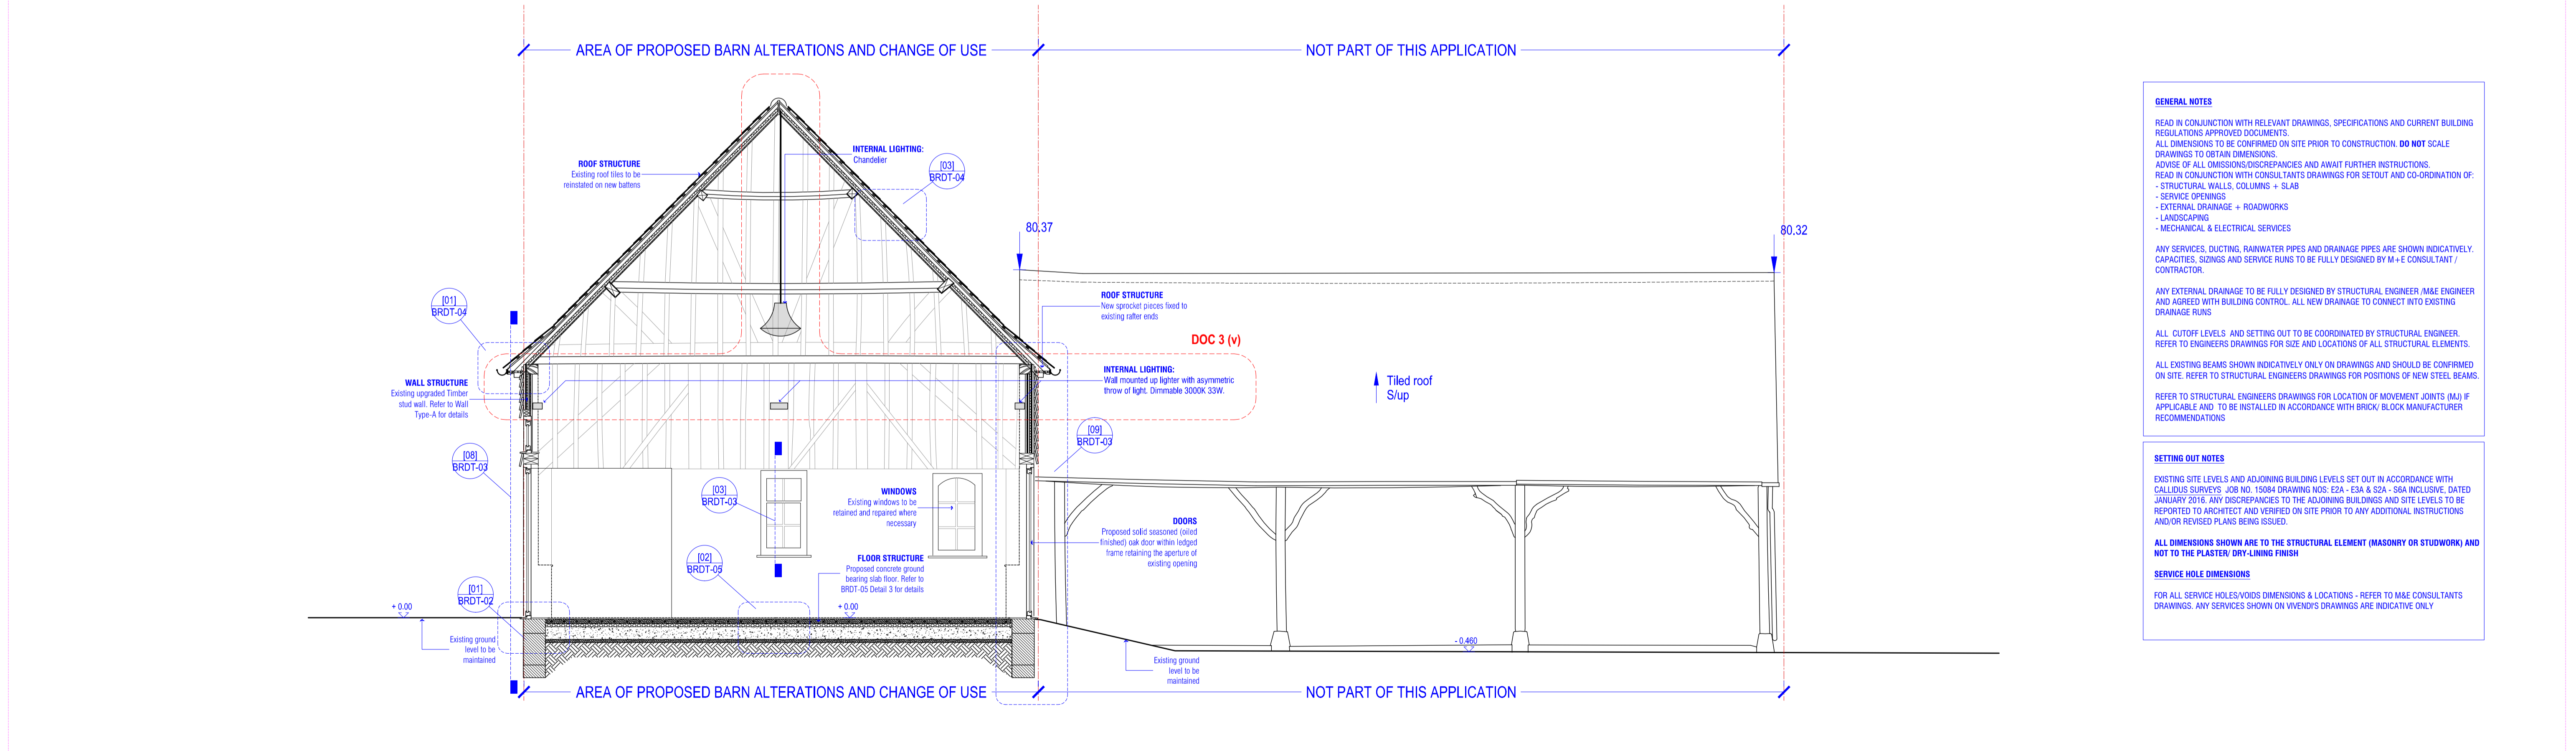 AREA OF PROPOSED BARN ALTERATIONS AND CHANGE OF USE
NOT PART OF THIS APPLICATION
ROOF STRUCTURE
Existing roof tiles to be
reinstated on new battens
INTERNAL LIGHTING:
Chandelier
[03]
BRDT-04
80.37
80.32
[01]
BRDT-04
ROOF STRUCTURE
New sprocket pieces fixed to
existing rafter ends
DOC 3 (v)
WALL STRUCTURE
Existing upgraded Timber
stud wall. Refer to Wall
Type-A for details
INTERNAL LIGHTING:
Wall mounted up lighter with asymmetric
throw of light. Dimmable 3000K 33W.
Tiled roof
S/up
[09]
BRDT-03
[08]
BRDT-03
[03]
BRDT-03
WINDOWS
Existing windows to be
retained and repaired where
necessary
DOORS
Proposed solid seasoned (oiled
finished) oak door within ledged
frame retaining the aperture of
existing opening
[02]
BRDT-05
FLOOR STRUCTURE
Proposed concrete ground
bearing slab floor. Refer to
BRDT-05 Detail 3 for details
[01]
BRDT-02
+ 0.00
+ 0.00
- 0.460
Existing ground
level to be
maintained
Existing ground
level to be
maintained
AREA OF PROPOSED BARN ALTERATIONS AND CHANGE OF USE
NOT PART OF THIS APPLICATION
GENERAL NOTES
READ IN CONJUNCTION WITH RELEVANT DRAWINGS, SPECIFICATIONS AND CURRENT BUILDING
REGULATIONS APPROVED DOCUMENTS.
ALL DIMENSIONS TO BE CONFIRMED ON SITE PRIOR TO CONSTRUCTION. DO NOT SCALE
DRAWINGS TO OBTAIN DIMENSIONS.
ADVISE OF ALL OMISSIONS/DISCREPANCIES AND AWAIT FURTHER INSTRUCTIONS.
READ IN CONJUNCTION WITH CONSULTANTS DRAWINGS FOR SETOUT AND CO-ORDINATION OF:
- STRUCTURAL WALLS, COLUMNS + SLAB
- SERVICE OPENINGS
- EXTERNAL DRAINAGE + ROADWORKS
- LANDSCAPING
- MECHANICAL & ELECTRICAL SERVICES
ANY SERVICES, DUCTING, RAINWATER PIPES AND DRAINAGE PIPES ARE SHOWN INDICATIVELY.
CAPACITIES, SIZINGS AND SERVICE RUNS TO BE FULLY DESIGNED BY M+E CONSULTANT /
CONTRACTOR.
ANY EXTERNAL DRAINAGE TO BE FULLY DESIGNED BY STRUCTURAL ENGINEER /M&E ENGINEER
AND AGREED WITH BUILDING CONTROL. ALL NEW DRAINAGE TO CONNECT INTO EXISTING
DRAINAGE RUNS
ALL CUTOFF LEVELS AND SETTING OUT TO BE COORDINATED BY STRUCTURAL ENGINEER.
REFER TO ENGINEERS DRAWINGS FOR SIZE AND LOCATIONS OF ALL STRUCTURAL ELEMENTS.
ALL EXISTING BEAMS SHOWN INDICATIVELY ONLY ON DRAWINGS AND SHOULD BE CONFIRMED
ON SITE. REFER TO STRUCTURAL ENGINEERS DRAWINGS FOR POSITIONS OF NEW STEEL BEAMS.
REFER TO STRUCTURAL ENGINEERS DRAWINGS FOR LOCATION OF MOVEMENT JOINTS (MJ) IF
APPLICABLE AND TO BE INSTALLED IN ACCORDANCE WITH BRICK/ BLOCK MANUFACTURER
RECOMMENDATIONS
SETTING OUT NOTES
EXISTING SITE LEVELS AND ADJOINING BUILDING LEVELS SET OUT IN ACCORDANCE WITH
CALLIDUS SURVEYS JOB NO. 15084 DRAWING NOS: E2A - E3A & S2A - S6A INCLUSIVE, DATED
JANUARY 2016. ANY DISCREPANCIES TO THE ADJOINING BUILDINGS AND SITE LEVELS TO BE
REPORTED TO ARCHITECT AND VERIFIED ON SITE PRIOR TO ANY ADDITIONAL INSTRUCTIONS
AND/OR REVISED PLANS BEING ISSUED.
ALL DIMENSIONS SHOWN ARE TO THE STRUCTURAL ELEMENT (MASONRY OR STUDWORK) AND
NOT TO THE PLASTER/ DRY-LINING FINISH
SERVICE HOLE DIMENSIONS
FOR ALL SERVICE HOLES/VOIDS DIMENSIONS & LOCATIONS - REFER TO M&E CONSULTANTS
DRAWINGS. ANY SERVICES SHOWN ON VIVENDI'S DRAWINGS ARE INDICATIVE ONLY